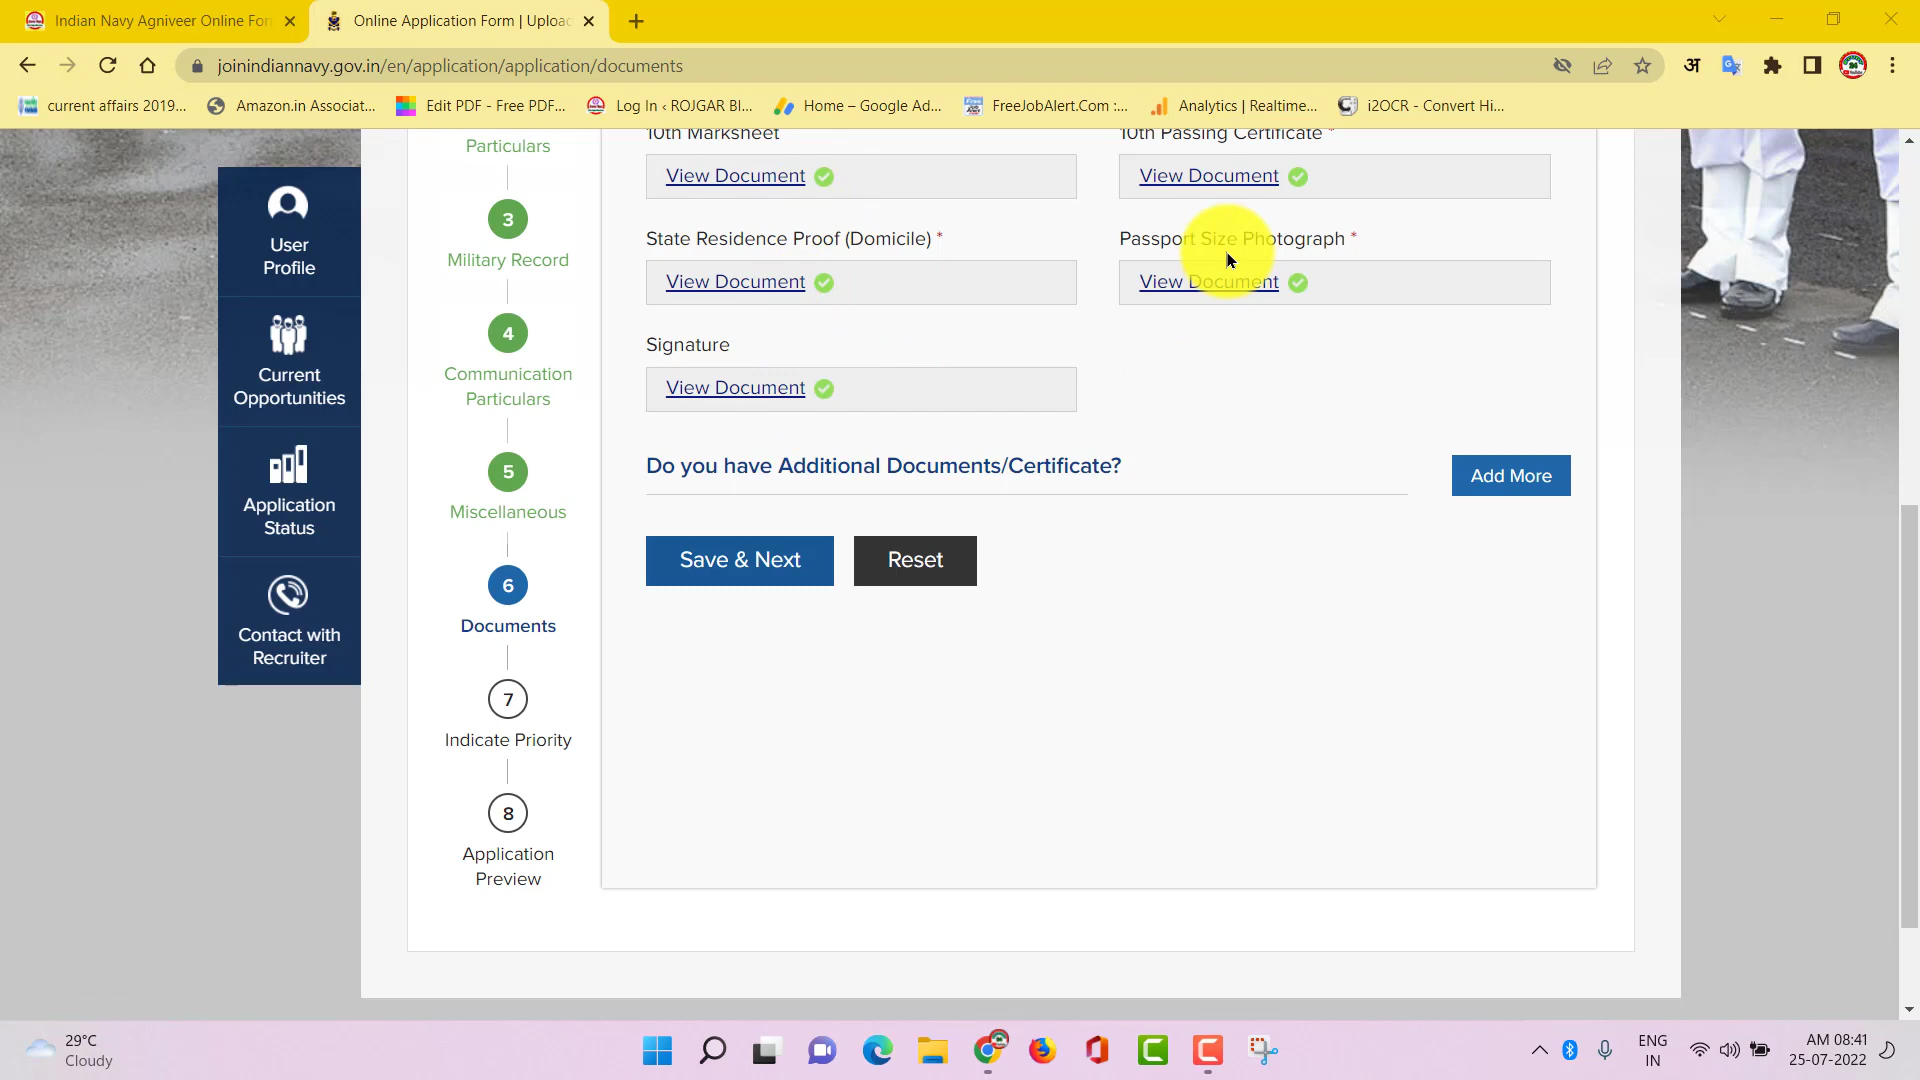 Indian Navy Agniveer Online For
Online Application Form | Upload
joinindiannavy.gov.in/en/application/application/documents
अ
current affairs 2019...
Amazon.in Associat...
Edit PDF - Free PDF...
Log In ‹ ROJGAR BI...
Home – Google Ad...
FreeJobAlert.Com :...
Analytics | Realtime...
i2OCR - Convert Hi...
User
Profile
Current
Opportunities
Application
Status
Contact with
Recruiter
Particulars
3
Military Record
4
Communication
Particulars
5
Miscellaneous
6
Documents
7
Indicate Priority
8
Application
Preview
10th Marksheet
10th Passing Certificate *
View Document
View Document
State Residence Proof (Domicile) *
Passport Size Photograph *
View Document
View Document
Signature
View Document
Do you have Additional Documents/Certificate?
Add More
Save & Next
Reset
29°C
Cloudy
ENG
IN
AM 08:41
25-07-2022